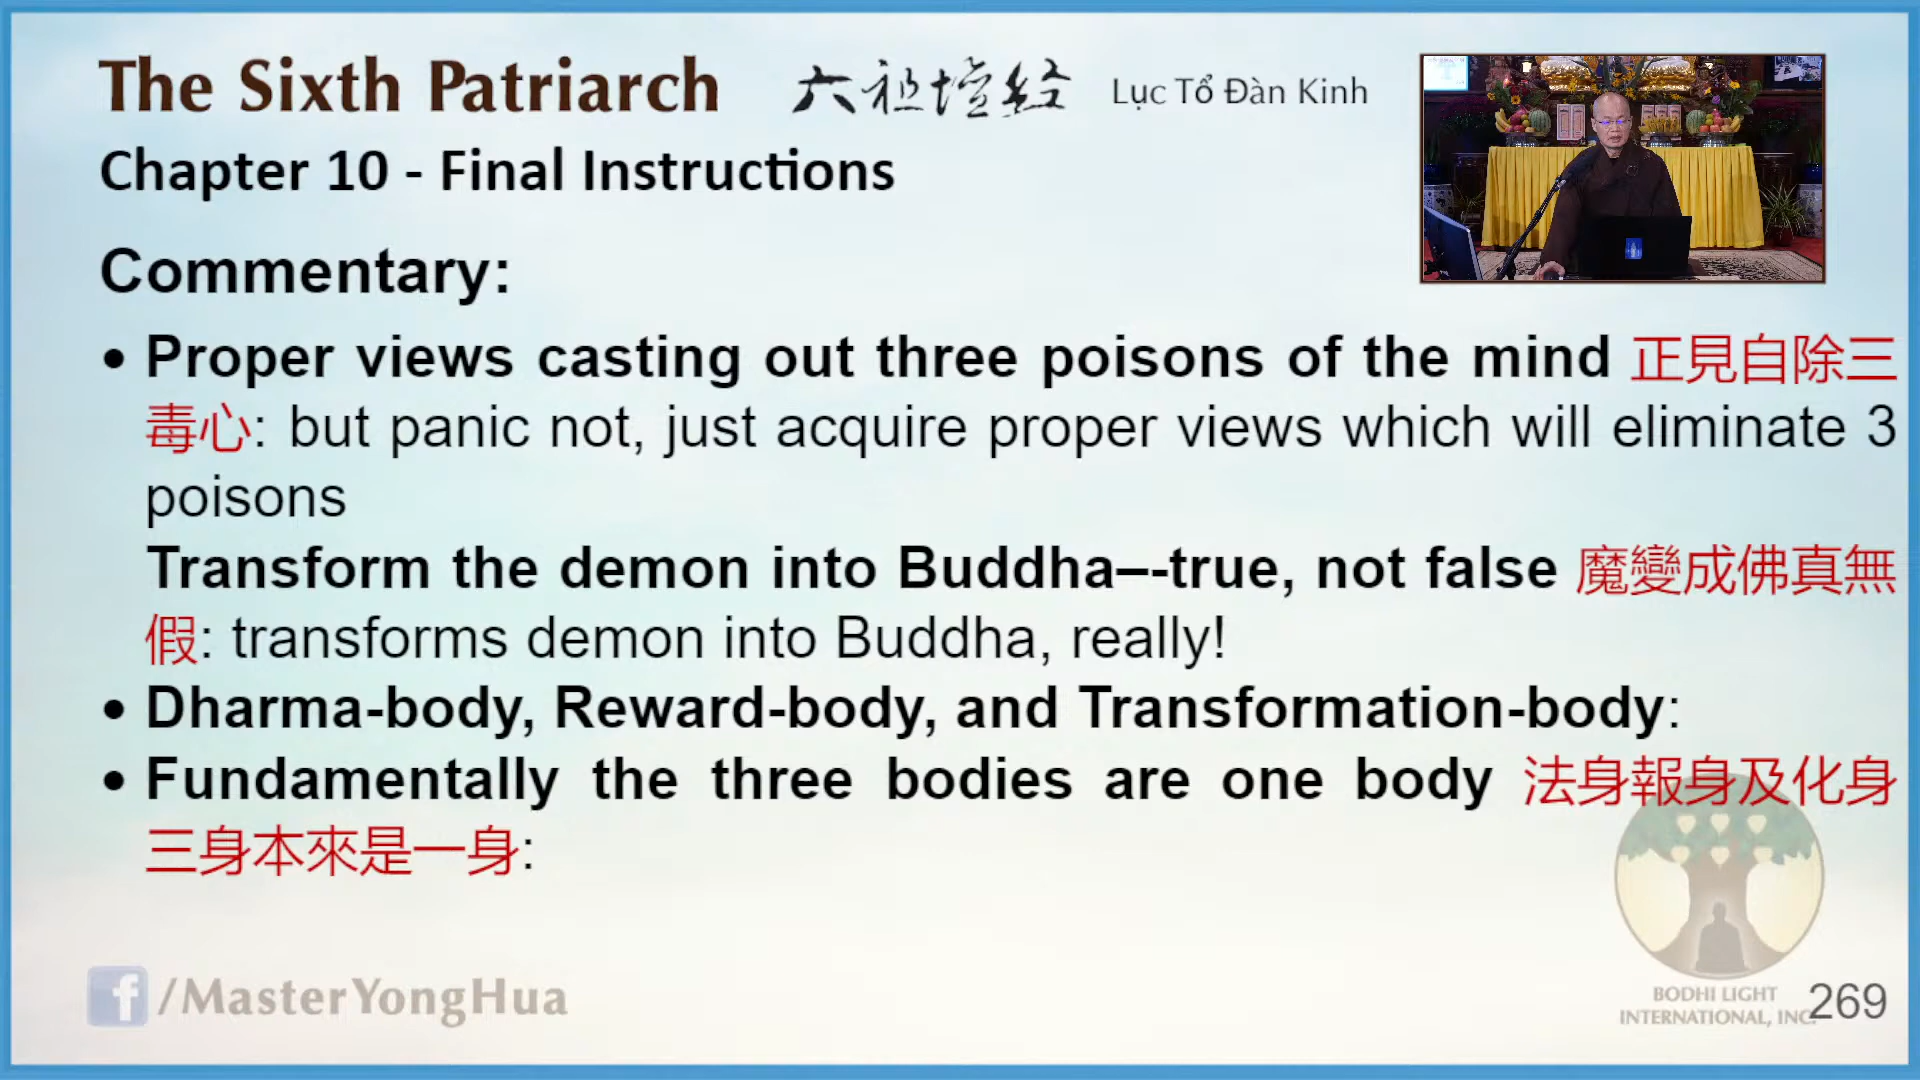 The Sixth Patriarch 六祖壇經 Lục Tổ Đàn Kinh
Chapter 10 - Final Instructions
Commentary:
• Proper views casting out three poisons of the mind 正見自除三
毒心: but panic not, just acquire proper views which will eliminate 3
poisons
Transform the demon into Buddha–-true, not false 魔變成佛真無
假: transforms demon into Buddha, really!
• Dharma-body, Reward-body, and Transformation-body:
• Fundamentally the three bodies are one body 法身報身及化身
三身本來是一身:
f/MasterYongHua
BODHI LIGHT
INTERNATIONAL, INC.
269